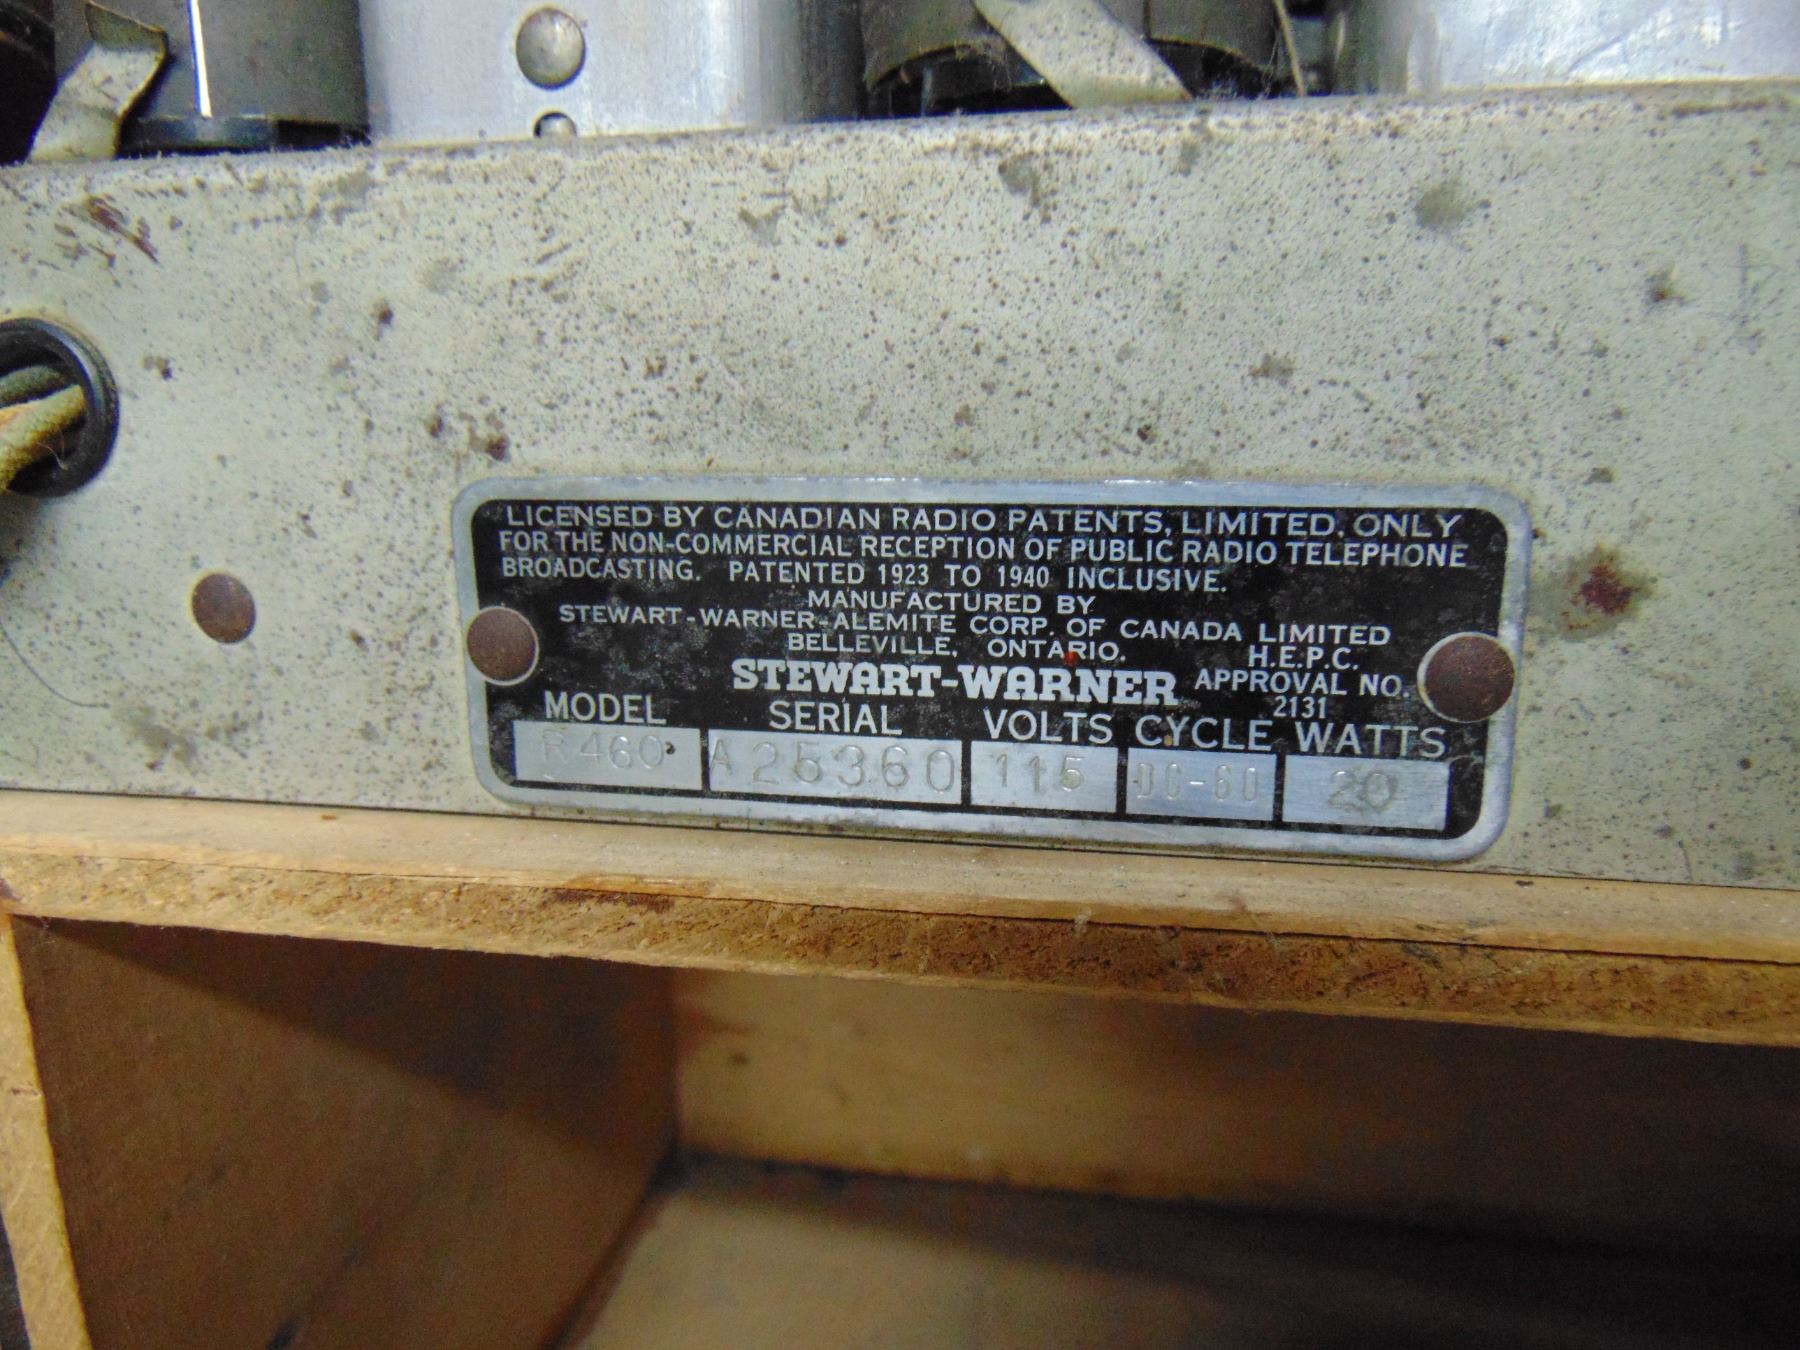 LICENSED BY CANADIAN RADIO PATENTS, LIMITED, ONLY
FOR THE NON-COMMERCIAL RECEPTION OF PUBLIC RADIO TELEPHONE
BROADCASTING. PATENTED 1923 TO 1940 INCLUSIVE.
MANUFACTURED BY
STEWART-WARNER-ALEMITE CORP. OF CANADA LIMITED
BELLEVILLE, ONTARIO. H.E.P.C.
STEWART-WARNER APPROVAL NO.
2131
MODEL SERIAL VOLTS CYCLE WATTS
R460 A25360 115 DC-60 20